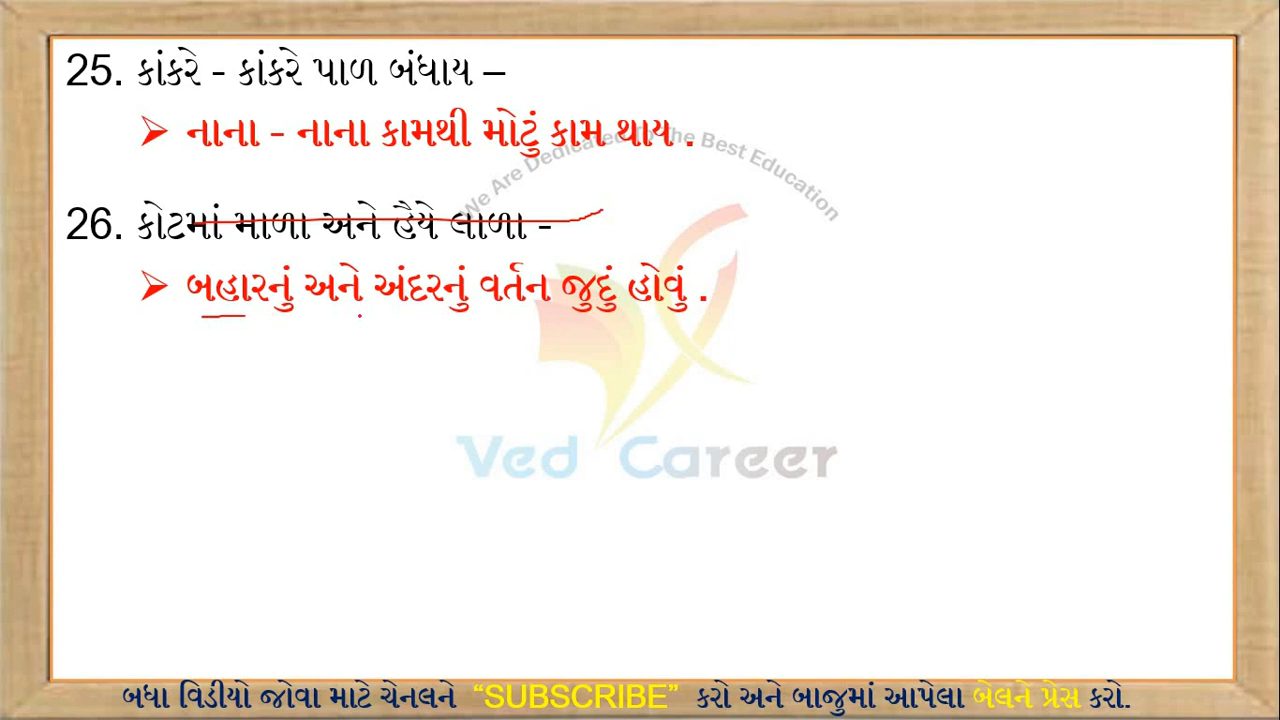 25. કાંકરે - કાંકરે પાળ બંધાય –
➢ નાના - નાના કામથી મોટું કામ થાય .
We Are Dedicated To The Best Education
26. કોટમાં માળા અને હૈયે લાળા -
➢ બહારનું અને અંદરનું વર્તન જુદું હોવું .
Ved Career
બધા વિડીયો જોવા માટે ચેનલને “SUBSCRIBE” કરો અને બાજુમાં આપેલા બેલને પ્રેસ કરો.